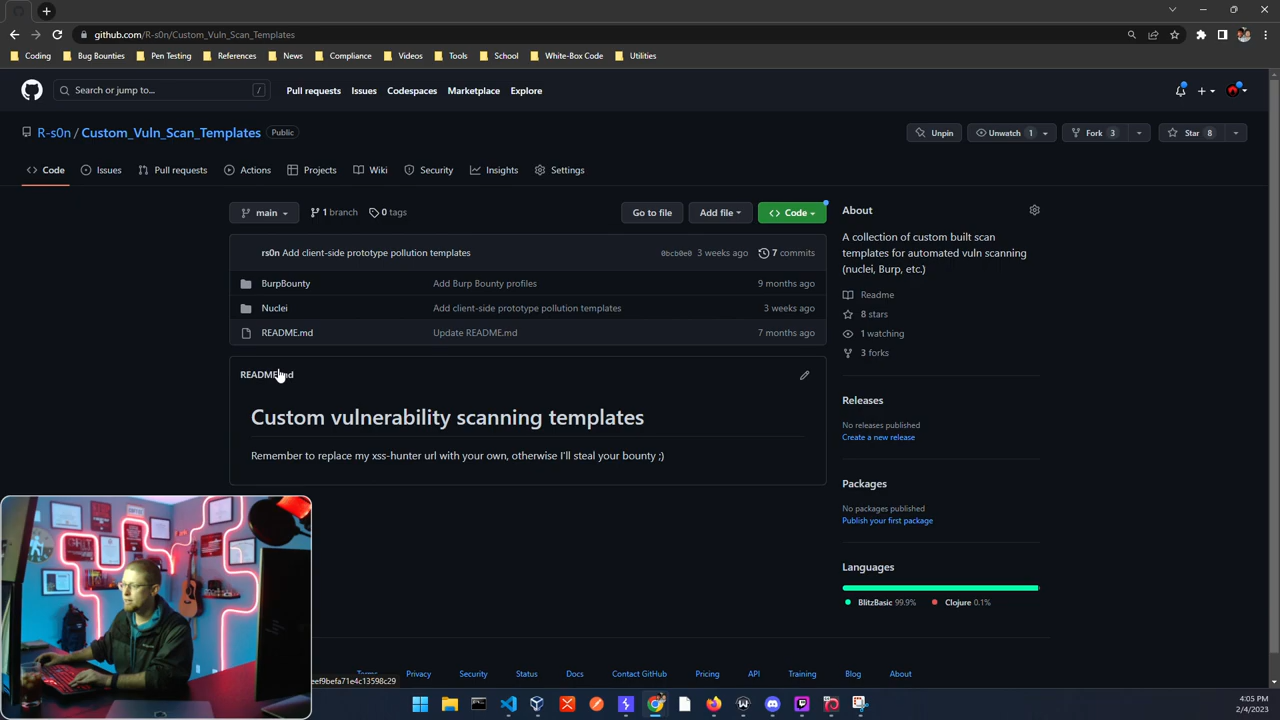 github.com/R-s0n/Custom_Vuln_Scan_Templates
Coding
Bug Bounties
Pen Testing
References
News
Compliance
Videos
Tools
School
White-Box Code
Utilities
Search or jump to...
/
Pull requests
Issues
Codespaces
Marketplace
Explore
R-s0n / Custom_Vuln_Scan_Templates
Public
Unpin
Unwatch 1
Fork 3
Star 8
Code
Issues
Pull requests
Actions
Projects
Wiki
Security
Insights
Settings
main
1 branch
0 tags
Go to file
Add file
Code
rs0n Add client-side prototype pollution templates
0bcb0e0 3 weeks ago
7 commits
BurpBounty
Add Burp Bounty profiles
9 months ago
Nuclei
Add client-side prototype pollution templates
3 weeks ago
README.md
Update README.md
7 months ago
README.md
Custom vulnerability scanning templates
Remember to replace my xss-hunter url with your own, otherwise I'll steal your bounty ;)
About
A collection of custom built scan
templates for automated vuln scanning
(nuclei, Burp, etc.)
Readme
8 stars
1 watching
3 forks
Releases
No releases published
Create a new release
Packages
No packages published
Publish your first package
Languages
BlitzBasic 99.9%
Clojure 0.1%
Terms
Privacy
Security
Status
Docs
Contact GitHub
Pricing
API
Training
Blog
About
eef9befa71e4c13598c29
4:05 PM
2/4/2023